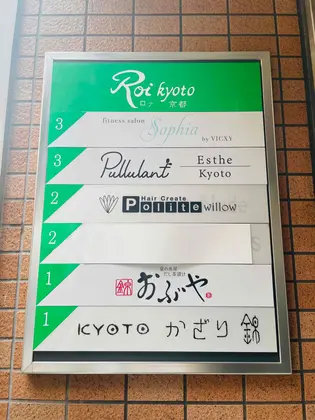 Roi kyoto
ロア 京都
3
fitness salon
Sophia
by VICXY
3
Pullulant
Esthe
Kyoto
2
Hair Create
Polite willow
2
1
おぶや
1
KYOTO かざり 錦